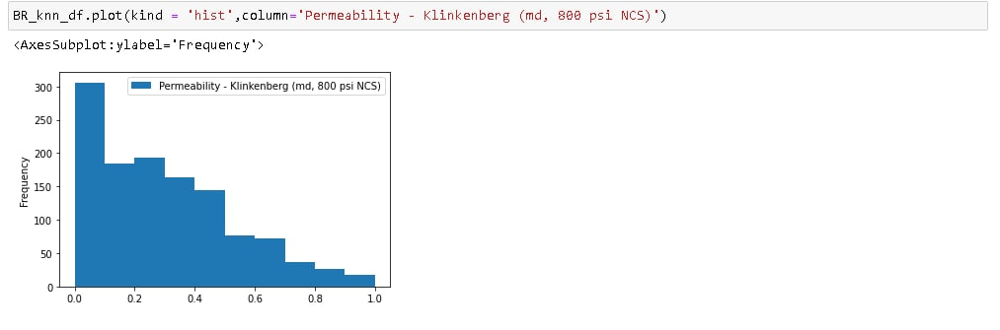 BR_knn_df.plot(kind = 'hist',column='Permeability - Klinkenberg (md, 800 psi NCS)')
<AxesSubplot:ylabel='Frequency'>
Permeability - Klinkenberg (md, 800 psi NCS)
300
250
200
150
100
50
0
Frequency
0.0 0.2 0.4 0.6 0.8 1.0